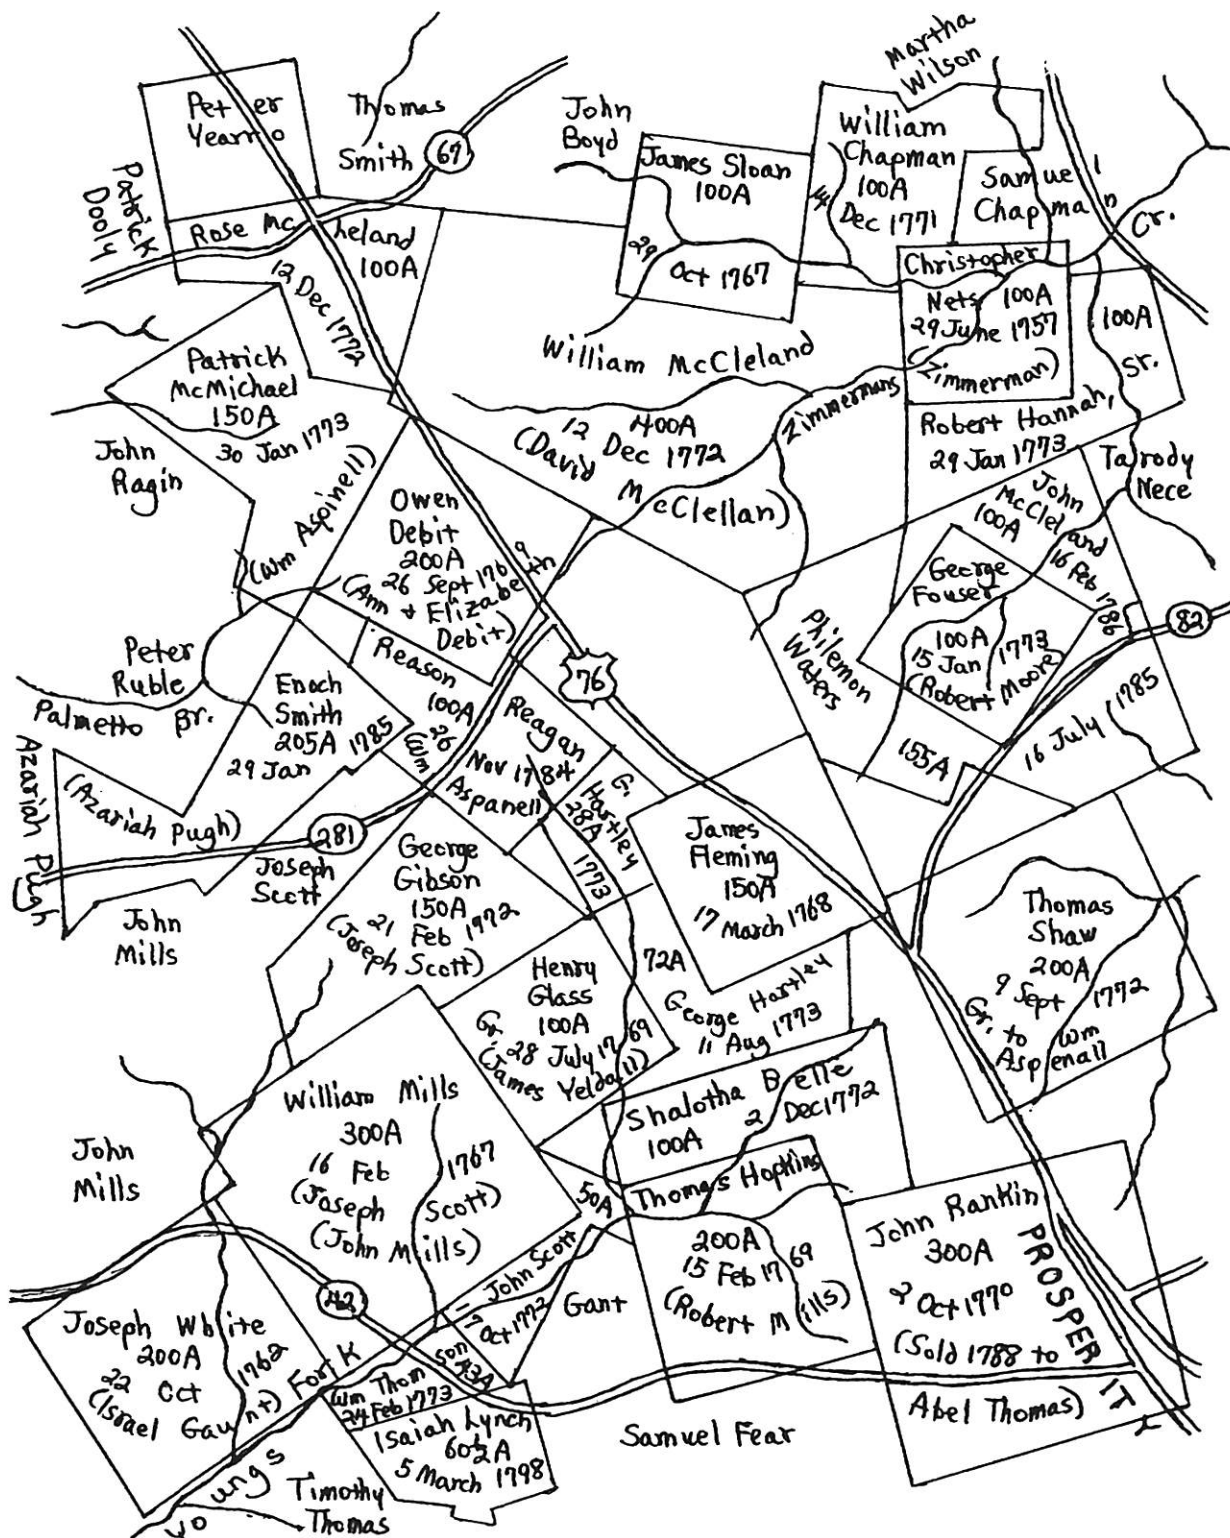 Martha
Wilson
Petter
Yearno
Thomas
Smith
69
John
Boyd
James Sloan
100A
29
Oct 1767
William
Chapman
100A
14
Dec 1771
Samuel
Chapman
Cr.
Patrick
Dooly
Rose McCleland
100A
12 Dec 1772
Christopher
Nets 100A
29 June 1757
(Zimmerman)
100A
Sr.
Patrick
McMichael
150A
30 Jan 1773
William McCleland
400A
12 Dec 1772
(David McClellan)
Zimmermans
Robert Hannah,
29 Jan 1773
John
Ragin
(Wm Aspinell)
Owen
Debit
200A
26 Sept 1769
(Ann & Elizabeth
Debit)
John
McCleland
100A
16 Feb 1786
Tarrody
Nece
George
Fouser
100A
15 Jan 1773
(Robert Moore)
82
Philemon
Waters
Peter
Ruble
Palmetto Br.
Enoch
Smith
205A
29 Jan 1785
Reason
Reagan
100A
26 Nov 1784
(Wm
Aspanell)
76
155A
16 July 1785
Azariah Pugh
(Azariah Pugh)
281
Joseph
Scott
John
Mills
George
Gibson
150A
21 Feb 1772
(Joseph Scott)
G.
Hartley
28A
1773
James
Fleming
150A
17 March 1768
Thomas
Shaw
200A
9 Sept 1772
Gr. to Wm
Aspenall
Henry
Glass
100A
Gr. 28 July 1769
(James Yeldall)
72A
George Hartley
11 Aug 1773
William Mills
300A
16 Feb 1767
(Joseph Scott)
(John Mills)
John
Mills
Shalotha Belle
100A 2 Dec 1772
50A
Thomas Hopkins
200A
15 Feb 1769
(Robert Mills)
John Rankin
300A
2 Oct 1770
(Sold 1788 to
Abel Thomas)
PROSPERITY
John Scott
17 Oct 1772
Gant
42
Joseph White
200A
22 Oct 1762
(Israel Gaunt)
Youngs Fork
Wm Thomson
43A
24 Feb 1773
Isaiah Lynch
60½A
5 March 1798
Samuel Fear
Timothy
Thomas